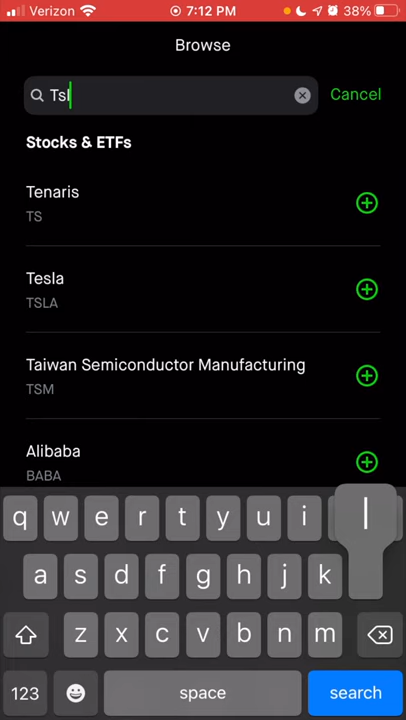 Verizon 7:12 PM 38%
Browse
Tsl Cancel
Stocks & ETFs
Tenaris
TS
Tesla
TSLA
Taiwan Semiconductor Manufacturing
TSM
Alibaba
BABA
q w e r t y u i l
a s d f g h j k
z x c v b n m
123 space search